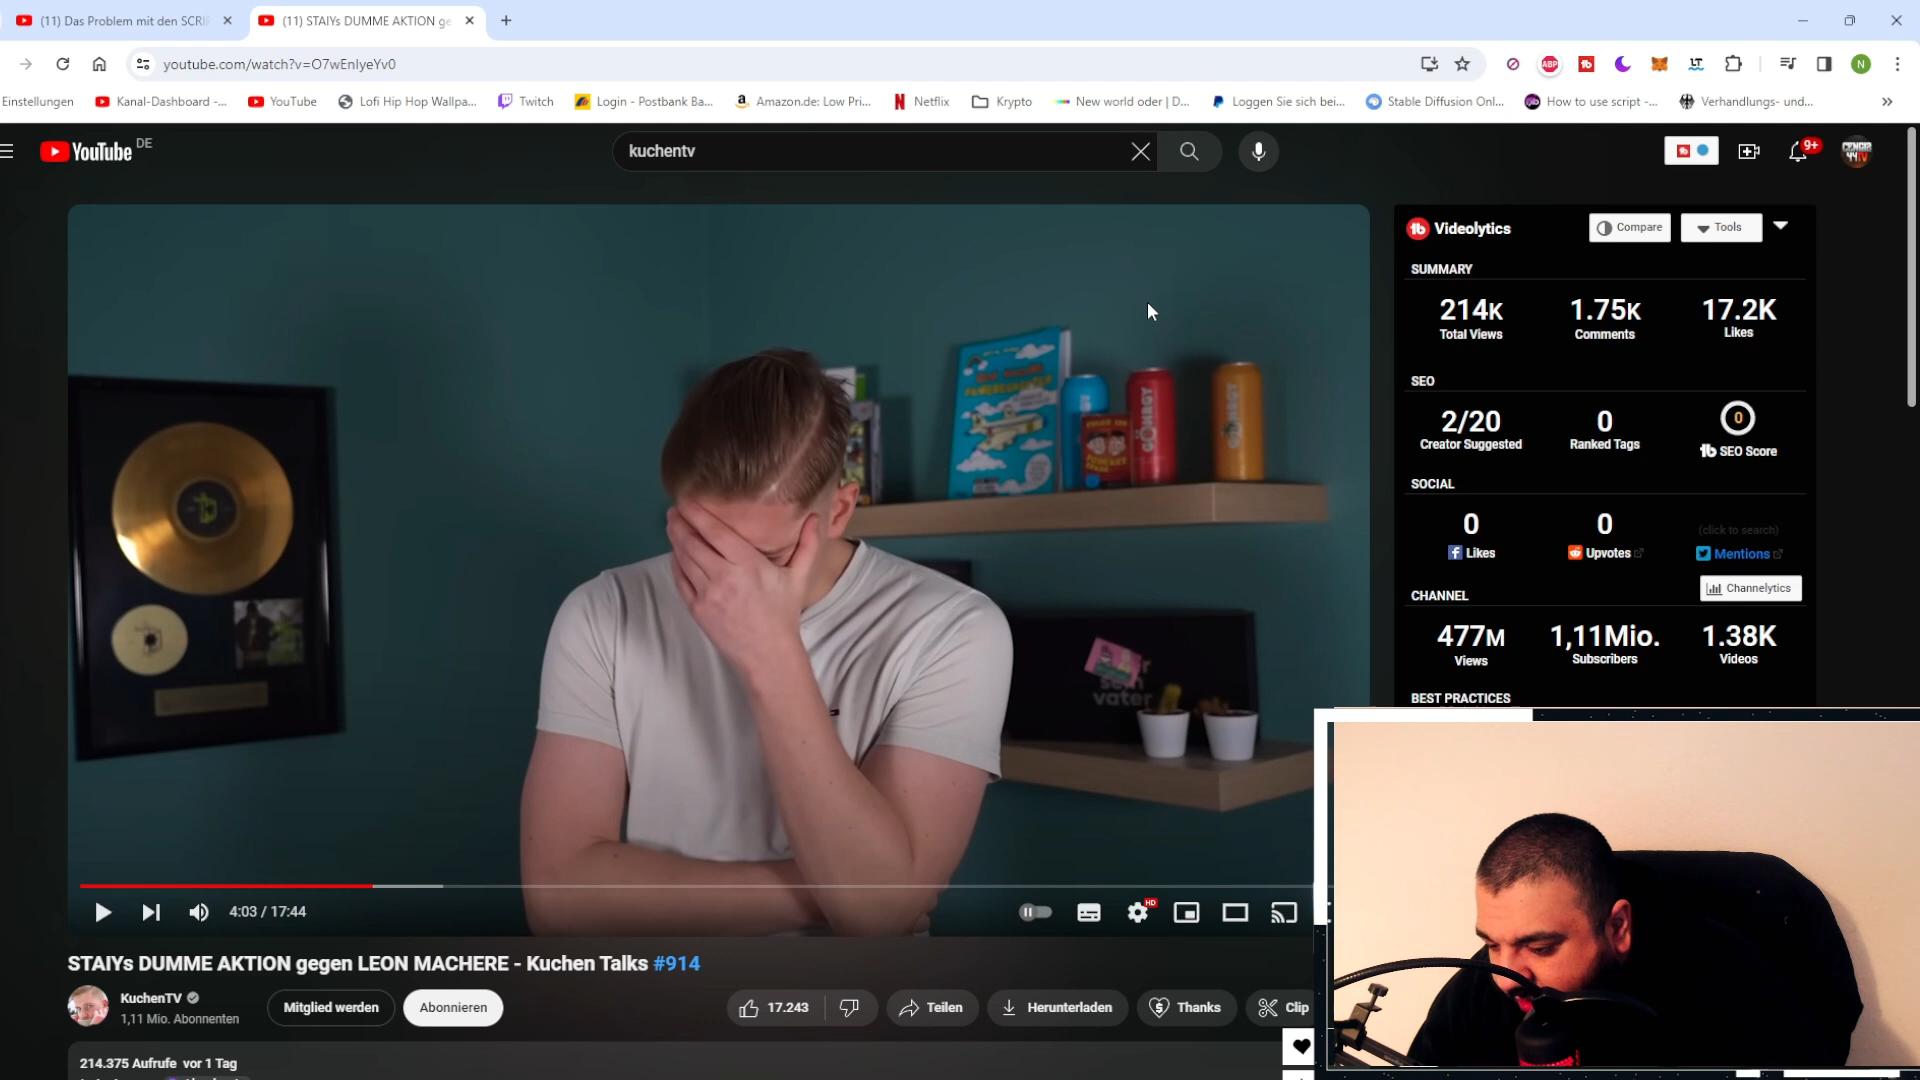 (11) Das Problem mit den SCRI
(11) STAIYs DUMME AKTION ge
youtube.com/watch?v=O7wEnlyeYv0
ABP
LT
N
Einstellungen
Kanal-Dashboard -...
YouTube
Lofi Hip Hop Wallpa...
Twitch
Login - Postbank Ba...
Amazon.de: Low Pri...
Netflix
Krypto
New world oder | D...
Loggen Sie sich bei...
Stable Diffusion Onl...
How to use script -...
Verhandlungs- und...
YouTube DE
kuchentv
9+
Videolytics
Compare
Tools
SUMMARY
214K 1.75K 17.2K
Total Views Comments Likes
SEO
2/20 0 0
Creator Suggested Ranked Tags SEO Score
SOCIAL
0 0 (click to search)
Likes Upvotes Mentions
Channelytics
CHANNEL
477M 1,11Mio. 1.38K
Views Subscribers Videos
BEST PRACTICES
GÖNRGY
vater
4:03 / 17:44
HD
STAIYs DUMME AKTION gegen LEON MACHERE - Kuchen Talks #914
KuchenTV
1,11 Mio. Abonnenten
Mitglied werden
Abonnieren
17.243
Teilen
Herunterladen
Thanks
Clip
214.375 Aufrufe vor 1 Tag